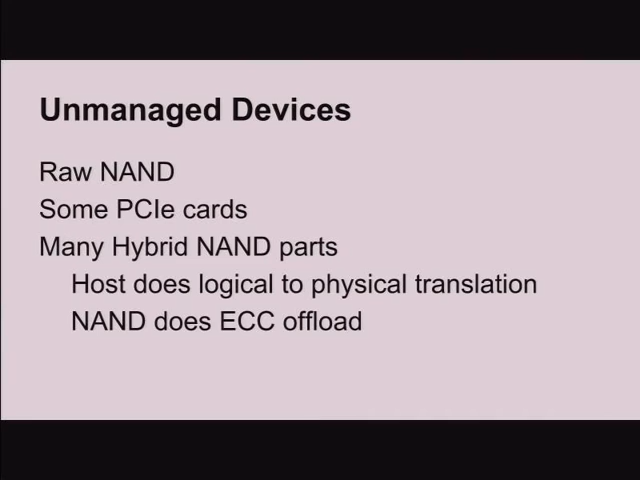 Unmanaged Devices
Raw NAND
Some PCIe cards
Many Hybrid NAND parts
Host does logical to physical translation
NAND does ECC offload